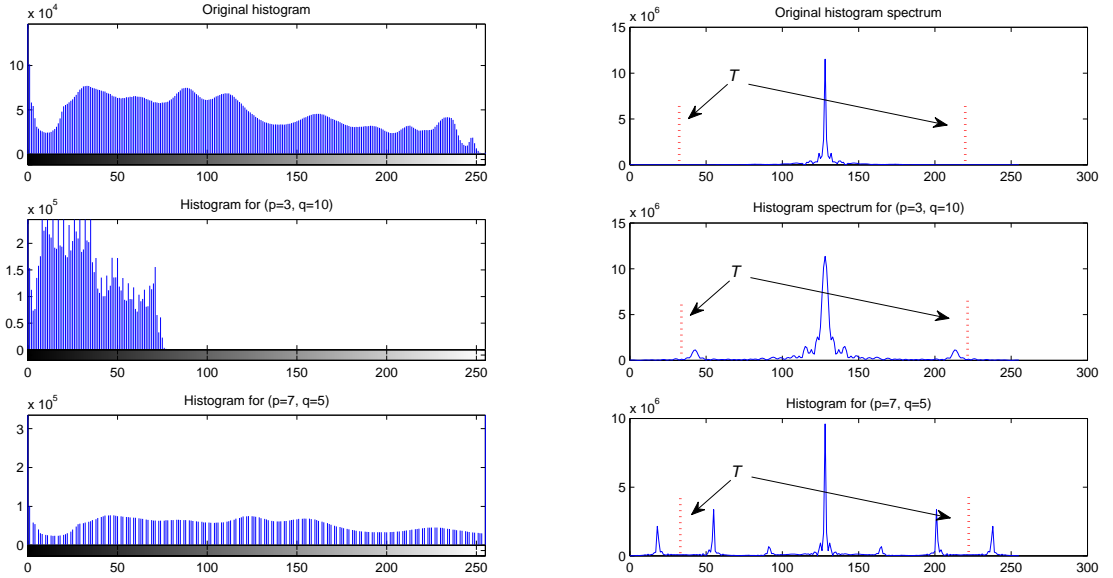 Original histogram
x 10^4
10
5
0
0 50 100 150 200 250
Original histogram spectrum
x 10^6
15
10
5
0
T
0 50 100 150 200 250 300
Histogram for (p=3, q=10)
x 10^5
2
1.5
1
0.5
0
0 50 100 150 200 250
Histogram spectrum for (p=3, q=10)
x 10^6
15
10
5
0
T
0 50 100 150 200 250 300
Histogram for (p=7, q=5)
x 10^5
3
2
1
0
0 50 100 150 200 250
Histogram for (p=7, q=5)
x 10^6
10
5
0
T
0 50 100 150 200 250 300